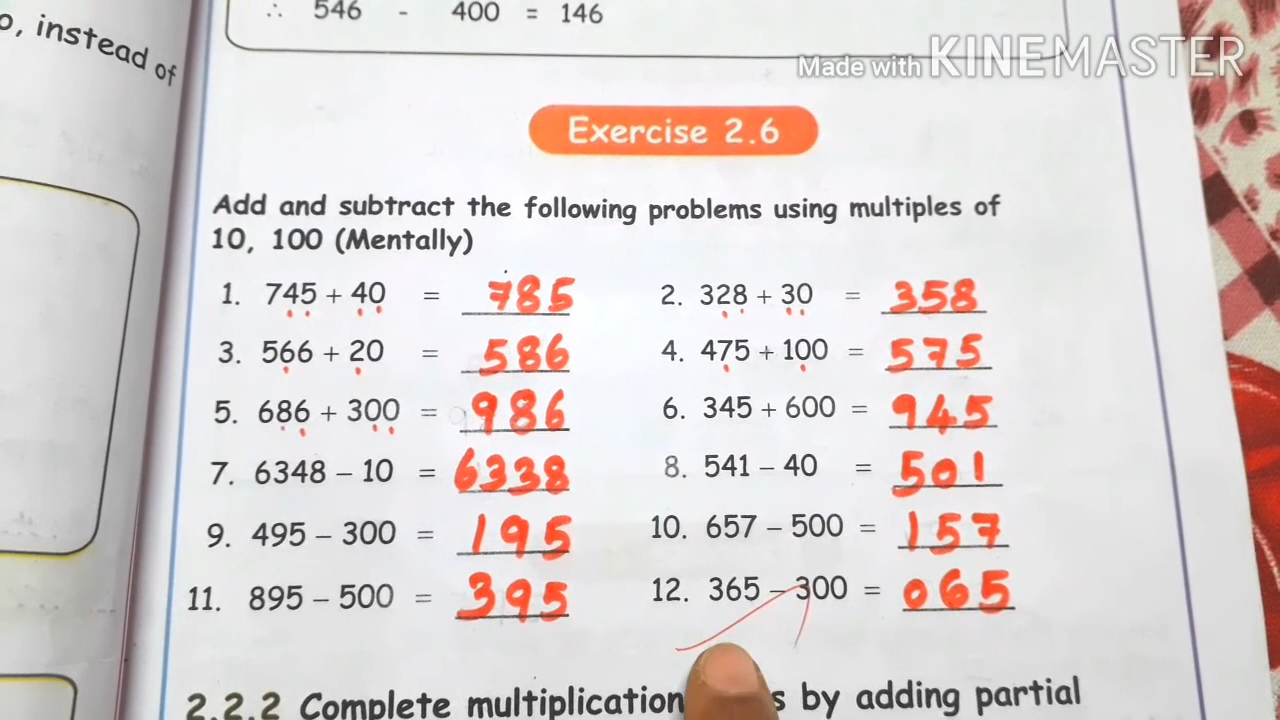 o, instead of
∴ 546 - 400 = 146
Made with KINEMASTER
Exercise 2.6
Add and subtract the following problems using multiples of
10, 100 (Mentally)
1. 745 + 40 = 785
2. 328 + 30 = 358
3. 566 + 20 = 586
4. 475 + 100 = 575
5. 686 + 300 = 986
6. 345 + 600 = 945
7. 6348 – 10 = 6338
8. 541 – 40 = 501
9. 495 – 300 = 195
10. 657 – 500 = 157
11. 895 – 500 = 395
12. 365 – 300 = 065
2.2.2 Complete multiplication by adding partial